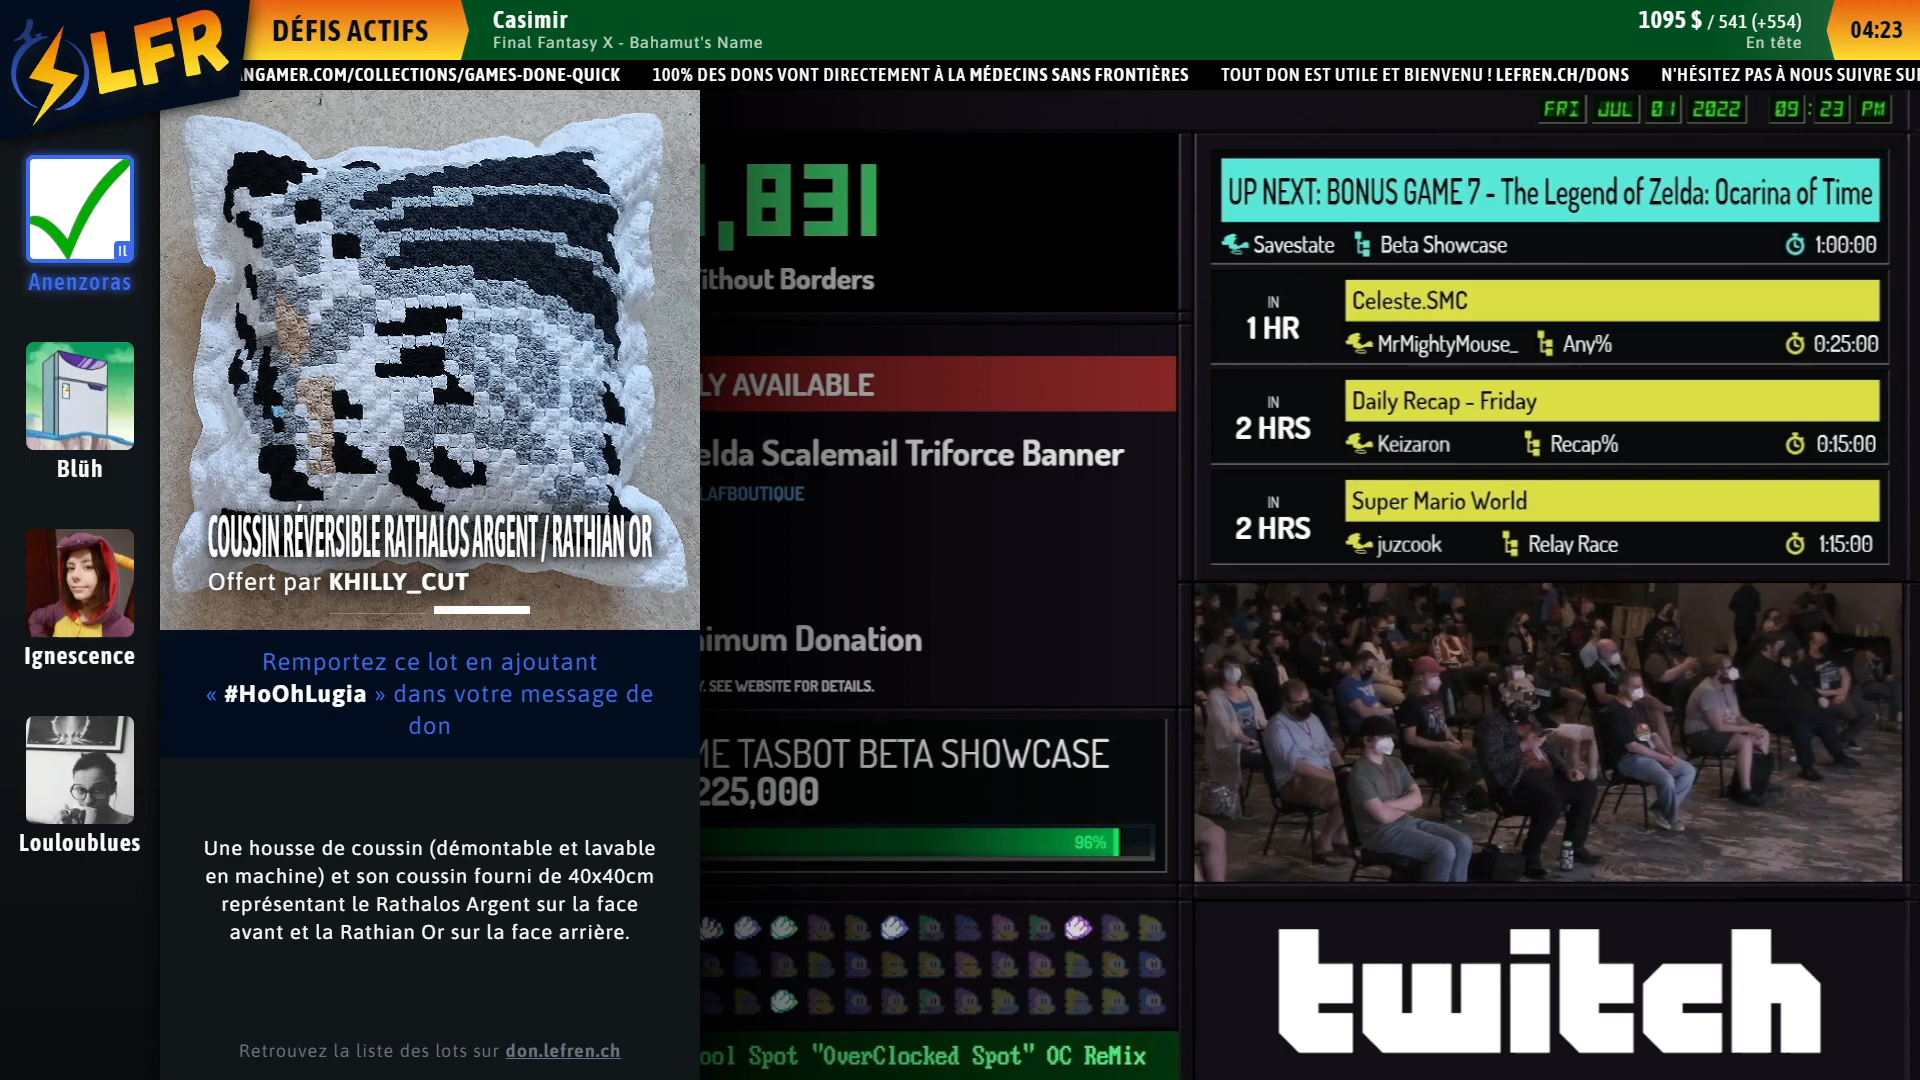 LFR
DÉFIS ACTIFS
Casimir
Final Fantasy X - Bahamut's Name
1095 $ / 541 (+554)
En tête
04:23
ANGAMER.COM/COLLECTIONS/GAMES-DONE-QUICK 100% DES DONS VONT DIRECTEMENT À LA MÉDECINS SANS FRONTIÈRES TOUT DON EST UTILE ET BIENVENU ! LEFREN.CH/DONS N'HÉSITEZ PAS À NOUS SUIVRE SUR
Anenzoras
Blüh
Ignescence
Louloublues
COUSSIN RÉVERSIBLE RATHALOS ARGENT / RATHIAN OR
Offert par KHILLY_CUT
Remportez ce lot en ajoutant
« #HoOhLugia » dans votre message de
don
Une housse de coussin (démontable et lavable
en machine) et son coussin fourni de 40x40cm
représentant le Rathalos Argent sur la face
avant et la Rathian Or sur la face arrière.
Retrouvez la liste des lots sur don.lefren.ch
,831
ithout Borders
LY AVAILABLE
elda Scalemail Triforce Banner
LAFBOUTIQUE
nimum Donation
. SEE WEBSITE FOR DETAILS.
ME TASBOT BETA SHOWCASE
225,000
96%
ool Spot "OverClocked Spot" OC ReMix
FRI JUL 01 2022 09:23 PM
UP NEXT: BONUS GAME 7 - The Legend of Zelda: Ocarina of Time
Savestate Beta Showcase 1:00:00
IN
1 HR
Celeste.SMC
MrMightyMouse_ Any% 0:25:00
IN
2 HRS
Daily Recap - Friday
Keizaron Recap% 0:15:00
IN
2 HRS
Super Mario World
juzcook Relay Race 1:15:00
twitch